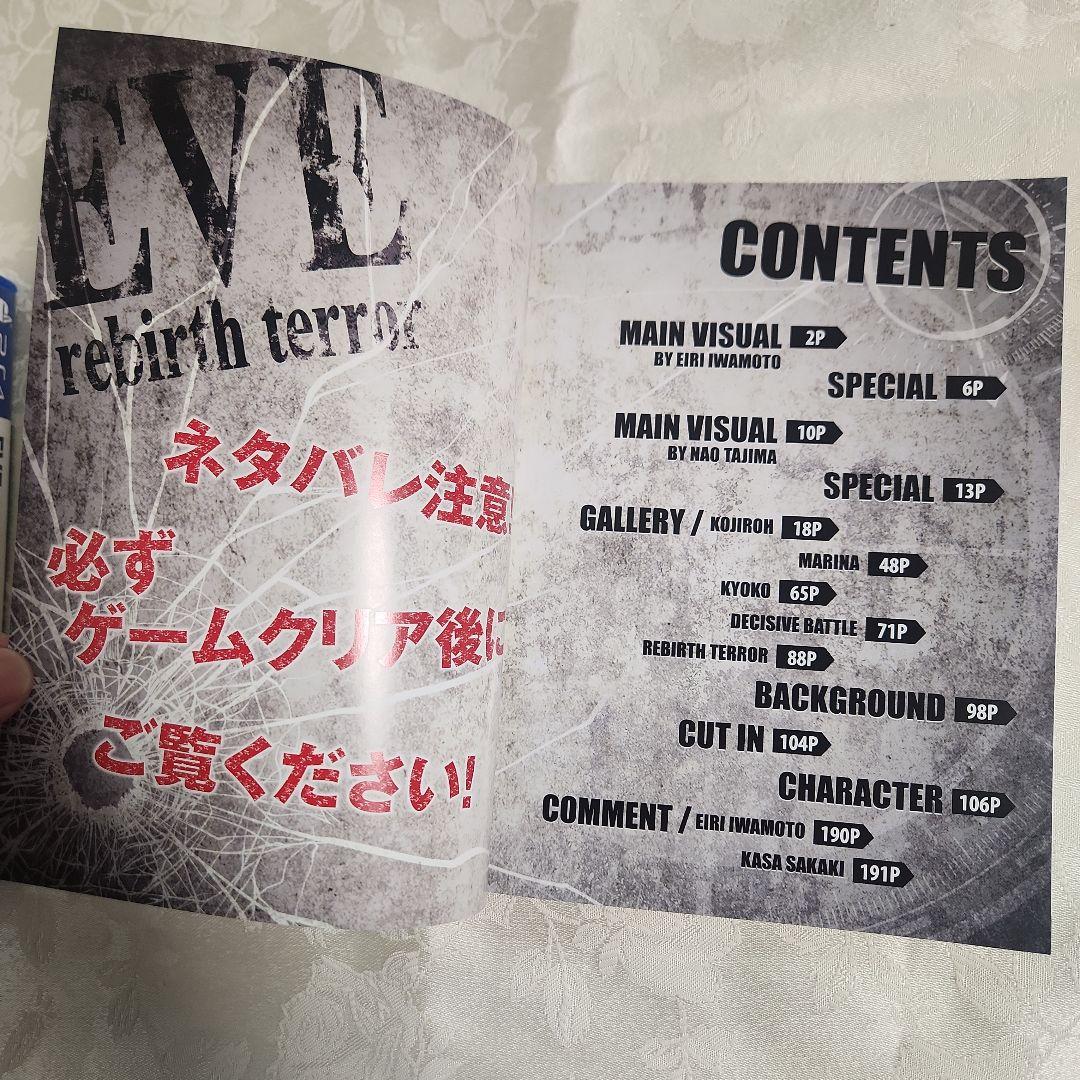 EVE
rebirth terror
ネタバレ注意
必ず
ゲームクリア後に
ご覧ください!
CONTENTS
MAIN VISUAL 2P
BY EIRI IWAMOTO
SPECIAL 6P
MAIN VISUAL 10P
BY NAO TAJIMA
SPECIAL 13P
GALLERY / KOJIROH 18P
MARINA 48P
KYOKO 65P
DECISIVE BATTLE 71P
REBIRTH TERROR 88P
BACKGROUND 98P
CUT IN 104P
CHARACTER 106P
COMMENT / EIRI IWAMOTO 190P
KASA SAKAKI 191P
PS4